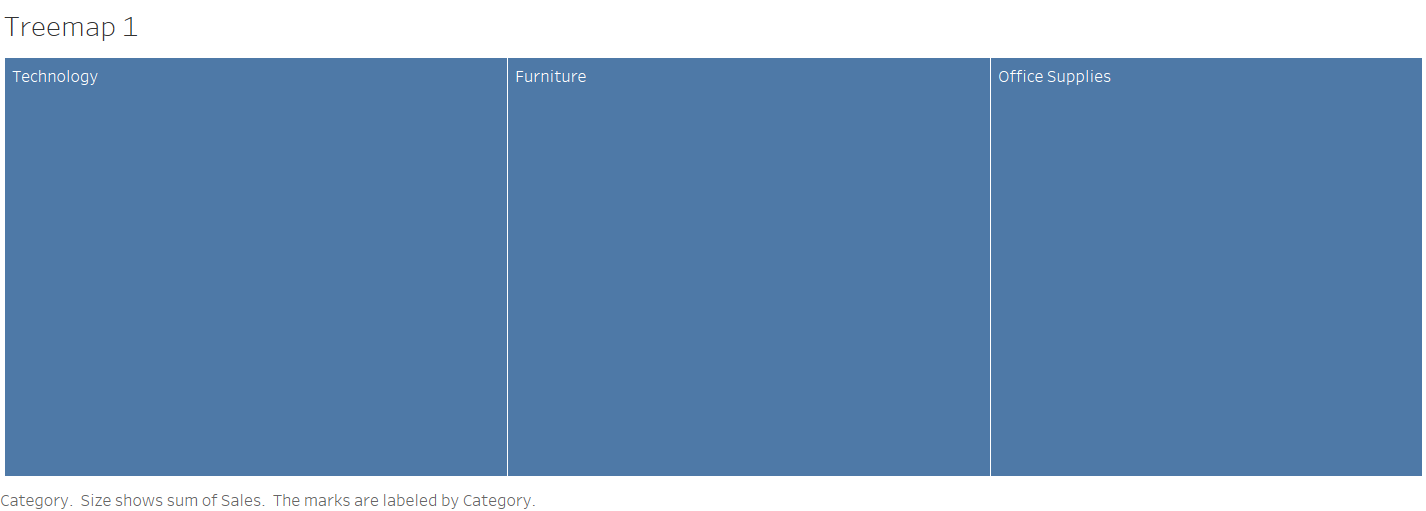 Treemap 1
Technology
Furniture
Office Supplies
Category.  Size shows sum of Sales.  The marks are labeled by Category.